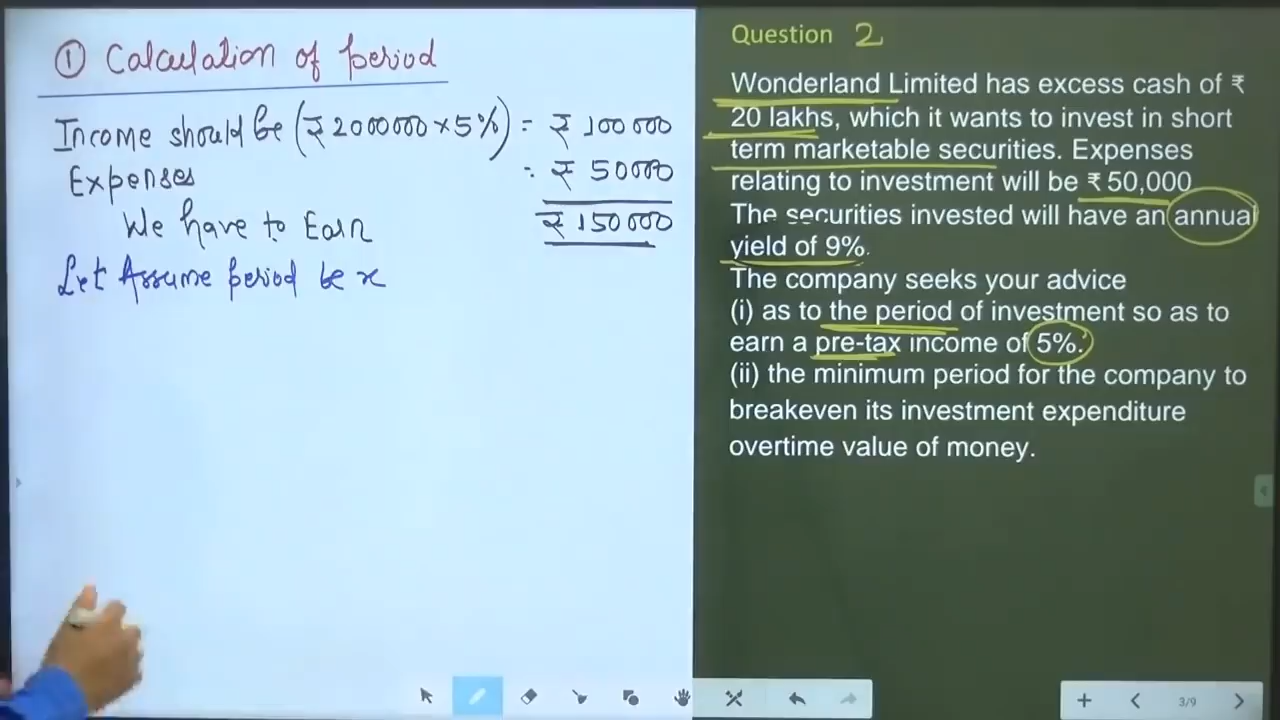 ① Calculation of period
Income should be (₹2000000 × 5%) = ₹ 100000
Expenses = ₹ 50000
We have to Earn ₹ 150000
Let Assume period be x
Question 2
Wonderland Limited has excess cash of ₹
20 lakhs, which it wants to invest in short
term marketable securities. Expenses
relating to investment will be ₹ 50,000
The securities invested will have an annual
yield of 9%.
The company seeks your advice
(i) as to the period of investment so as to
earn a pre-tax income of 5%.
(ii) the minimum period for the company to
breakeven its investment expenditure
overtime value of money.
3/9